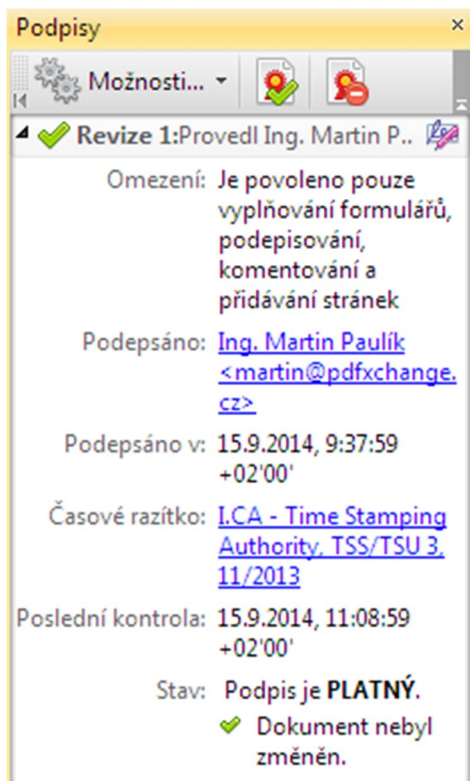 Podpisy
Možnosti...
Revize 1:Provedl Ing. Martin P..
Omezení: Je povoleno pouze
vyplňování formulářů,
podepisování,
komentování a
přidávání stránek
Podepsáno: Ing. Martin Paulík
<martin@pdfxchange.
cz>
Podepsáno v: 15.9.2014, 9:37:59
+02'00'
Časové razítko: I.CA - Time Stamping
Authority, TSS/TSU 3,
11/2013
Poslední kontrola: 15.9.2014, 11:08:59
+02'00'
Stav: Podpis je PLATNÝ.
Dokument nebyl
změněn.